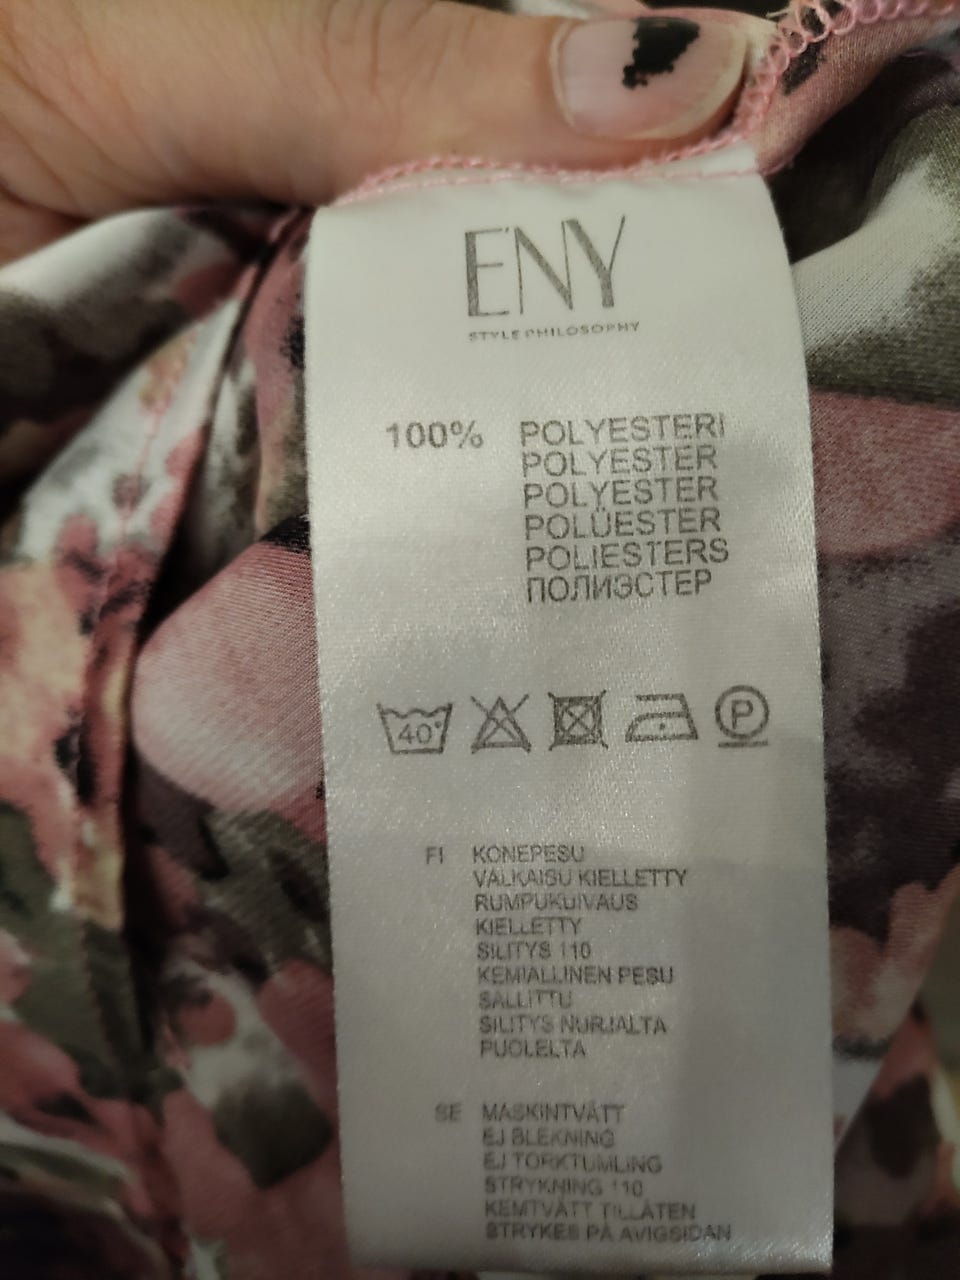 ENY
STYLE PHILOSOPHY
100% POLYESTERI
POLYESTER
POLYESTER
POLÜESTER
POLIESTERS
ПОЛИЭСТЕР
40° P
FI KONEPESU
VALKAISU KIELLETTY
RUMPUKUIVAUS
KIELLETTY
SILITYS 110
KEMIALLINEN PESU
SALLITTU
SILITYS NURJALTA
PUOLELTA
SE MASKINTVÄTT
EJ BLEKNING
EJ TORKTUMLING
STRYKNING 110
KEMTVÄTT TILLÅTEN
STRYKES PÅ AVIGSIDAN